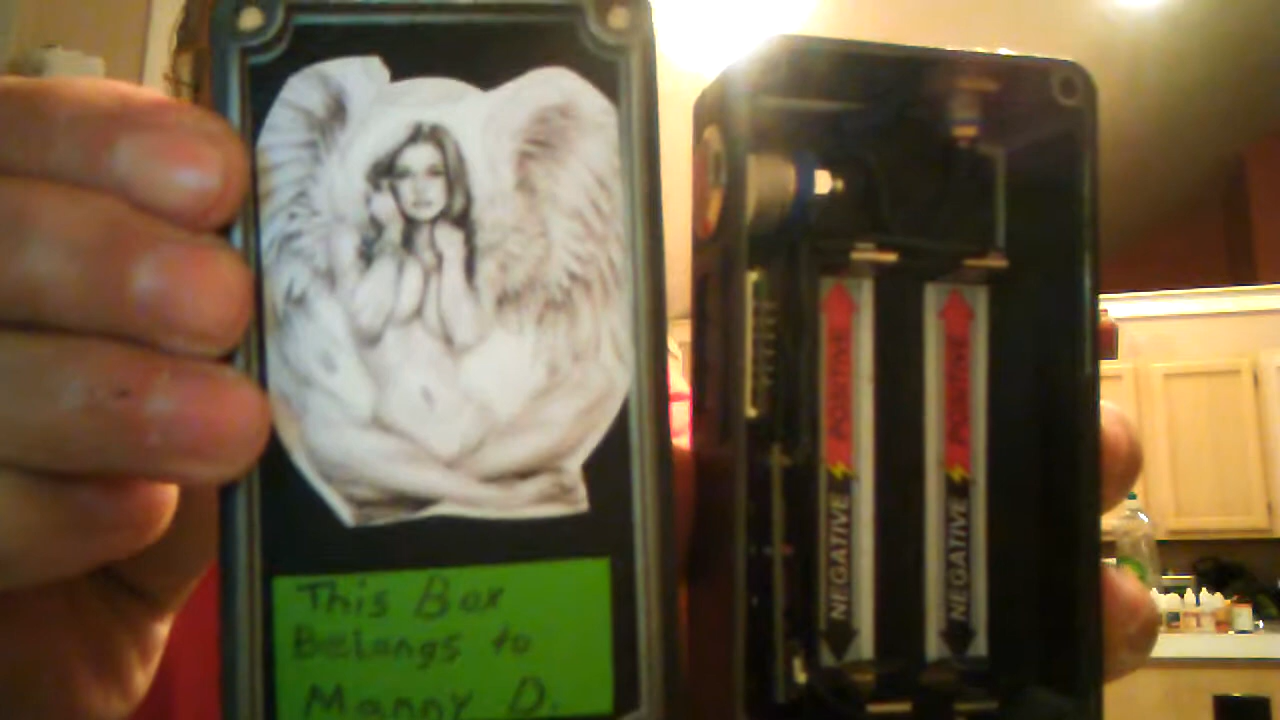 This Box
Belongs to
Manny D.
POSITIVE
NEGATIVE
POSITIVE
NEGATIVE